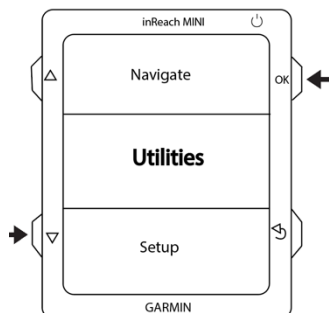 inReach MINI
Navigate
OK
Utilities
Setup
GARMIN